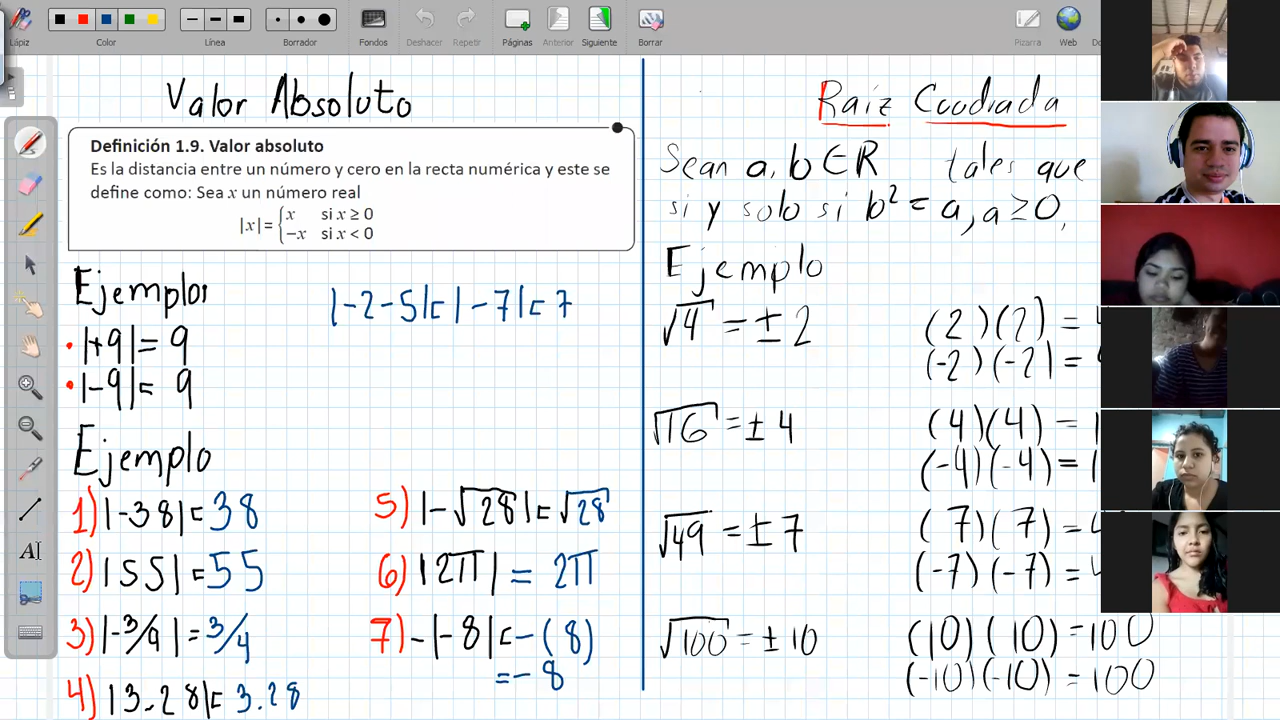 Lápiz
Color
Línea
Borrador
Fondos
Deshacer
Repetir
Páginas
Anterior
Siguiente
Borrar
Pizarra
Web
Valor Absoluto
Definición 1.9. Valor absoluto
Es la distancia entre un número y cero en la recta numérica y este se
define como: Sea x un número real
|x| = { x si x ≥ 0
−x si x < 0
Ejemplos
|-2-5| = |-7| = 7
|+9| = 9
|-9| = 9
Ejemplo
1) |-38| = 38
2) |55| = 55
3) |-3/4| = 3/4
4) |3.28| = 3.28
5) |-√28| = √28
6) |2π| = 2π
7) -|-8| = -(8)
= -8
Raiz Cuadrada
Sean a, b ∈ R tales que
si y solo si b² = a, a ≥ 0,
Ejemplo
√4 = ± 2
(2)(2) =
(-2)(-2) =
√16 = ± 4
(4)(4) =
(-4)(-4) =
√49 = ± 7
(7)(7) =
(-7)(-7) =
√100 = ± 10
(10)(10) = 100
(-10)(-10) = 100